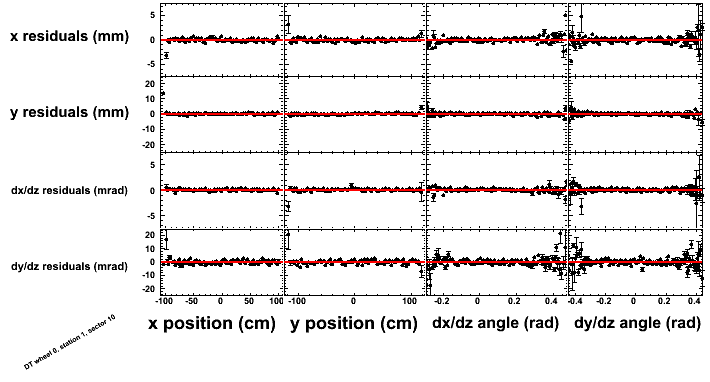 x residuals (mm)
5
0
-5
y residuals (mm)
20
10
0
-10
-20
dx/dz residuals (mrad)
5
0
-5
dy/dz residuals (mrad)
20
10
0
-10
-20
-100 -50 0 50 100 -100 0 100 -0.2 0 0.2 0.4 -0.4 -0.2 0 0.2 0.4
x position (cm) y position (cm) dx/dz angle (rad) dy/dz angle (rad)
DT wheel 0, station 1, sector 10